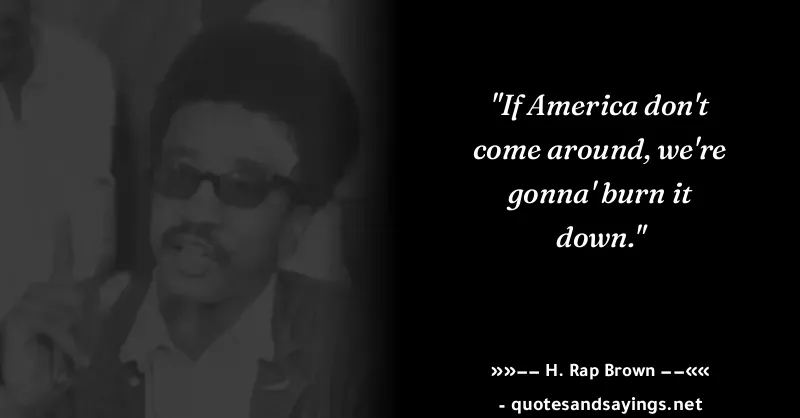 "If America don't
come around, we're
gonna' burn it
down."
»»−− H. Rap Brown −−««
- quotesandsayings.net